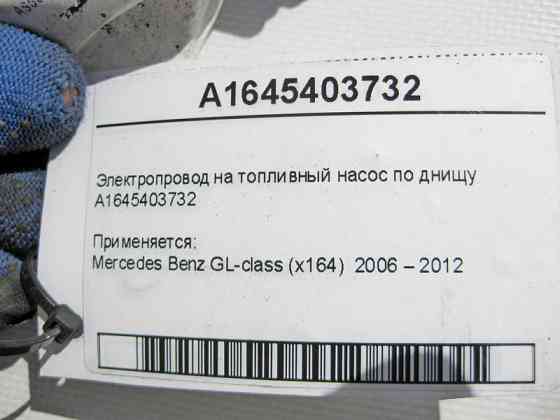 A1645403732
Электропровод на топливный насос по днищу
A1645403732
Применяется:
Mercedes Benz GL-class (x164) 2006 – 2012